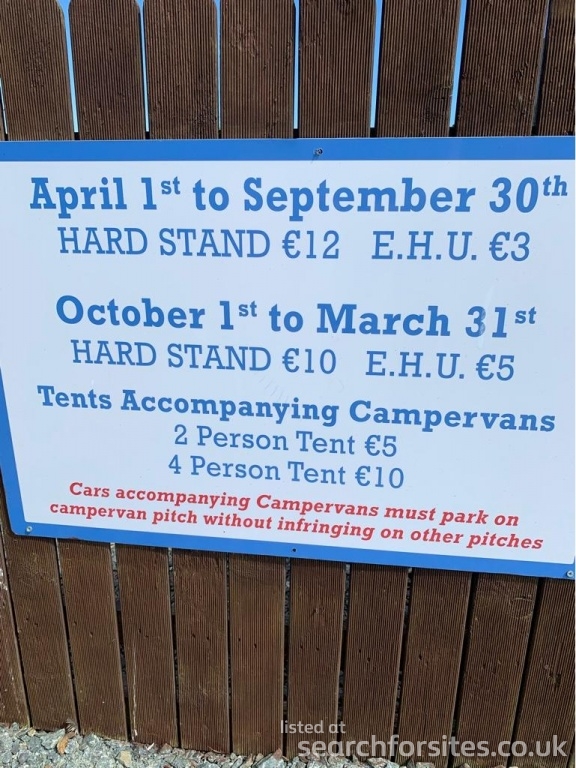 April 1st to September 30th
HARD STAND €12 E.H.U. €3
October 1st to March 31st
HARD STAND €10 E.H.U. €5
Tents Accompanying Campervans
2 Person Tent €5
4 Person Tent €10
Cars accompanying Campervans must park on
campervan pitch without infringing on other pitches
listed at
searchforsites.co.uk